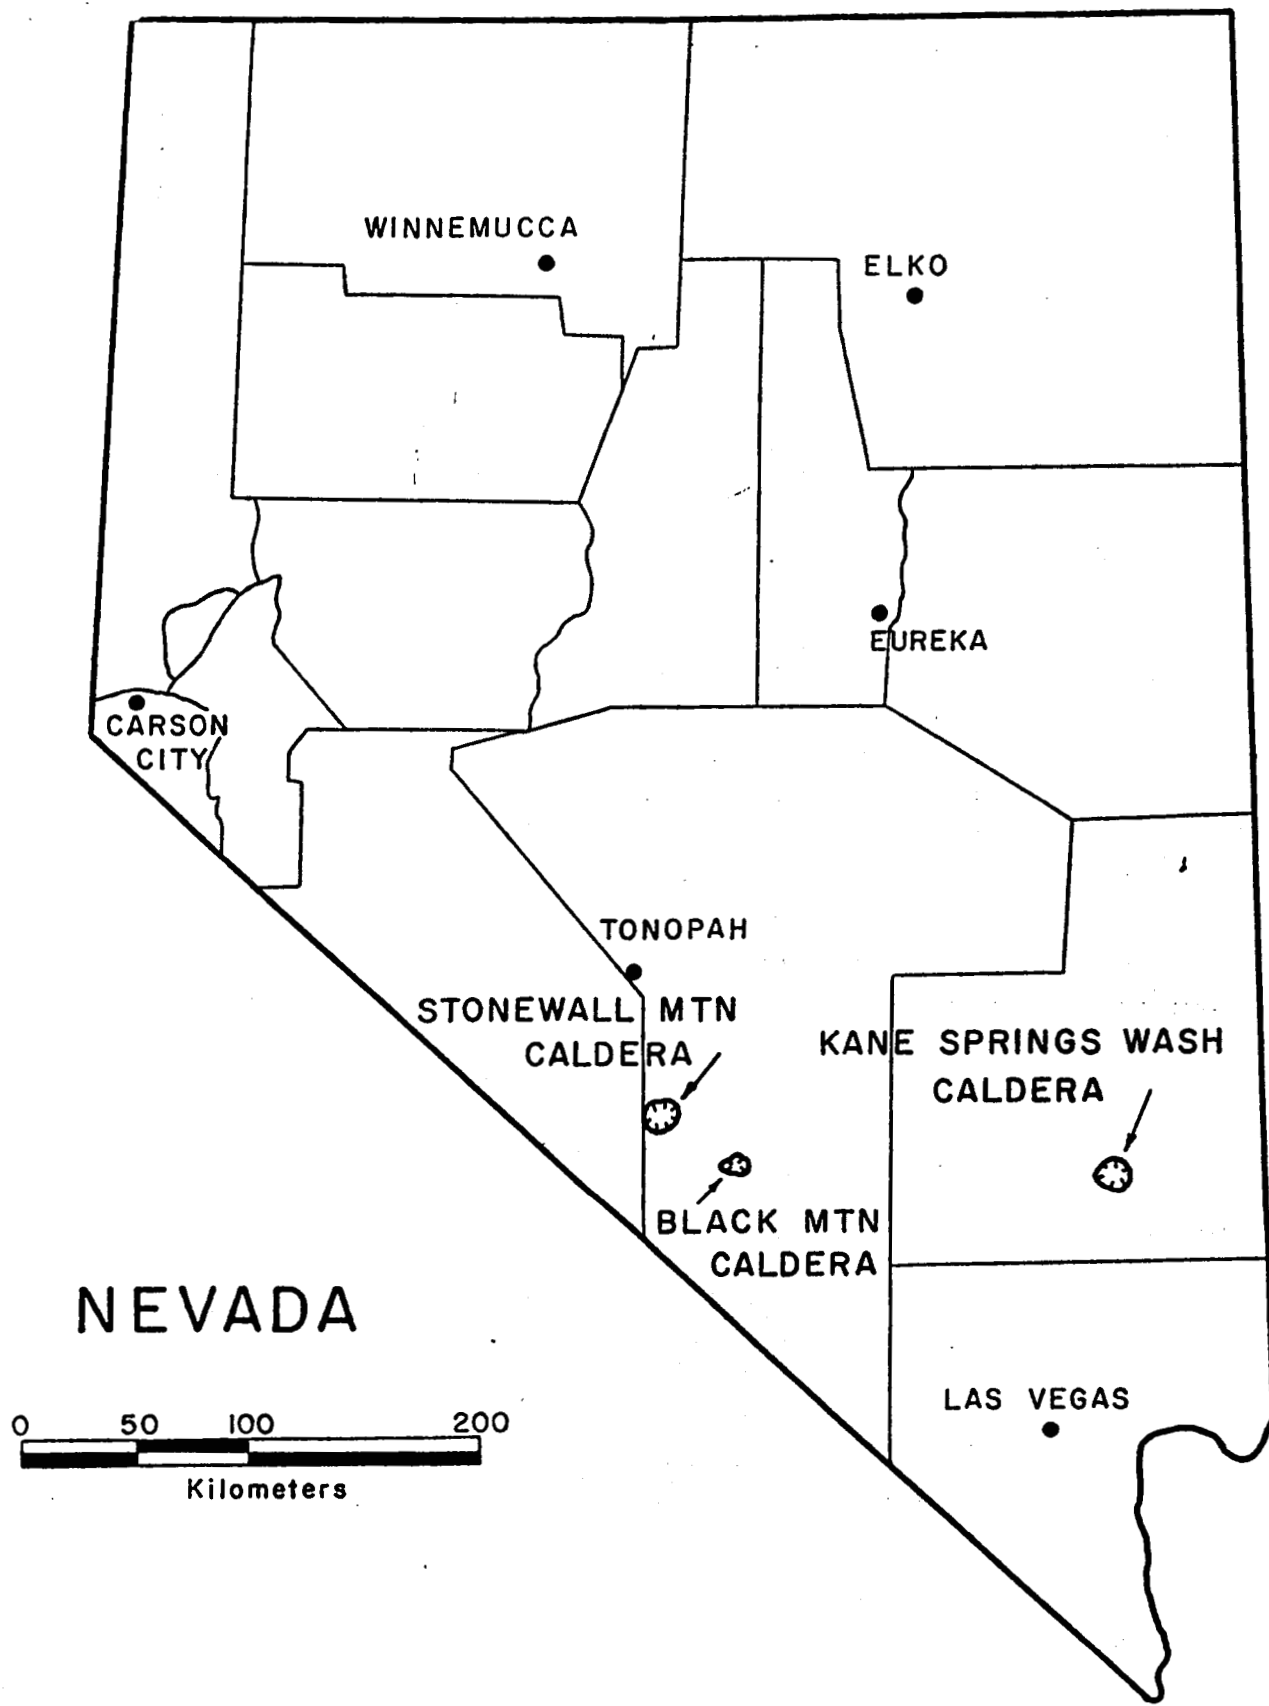 WINNEMUCCA
ELKO
EUREKA
CARSON
CITY
TONOPAH
STONEWALL MTN
CALDERA
KANE SPRINGS WASH
CALDERA
BLACK MTN
CALDERA
NEVADA
LAS VEGAS
0 50 100 200
Kilometers